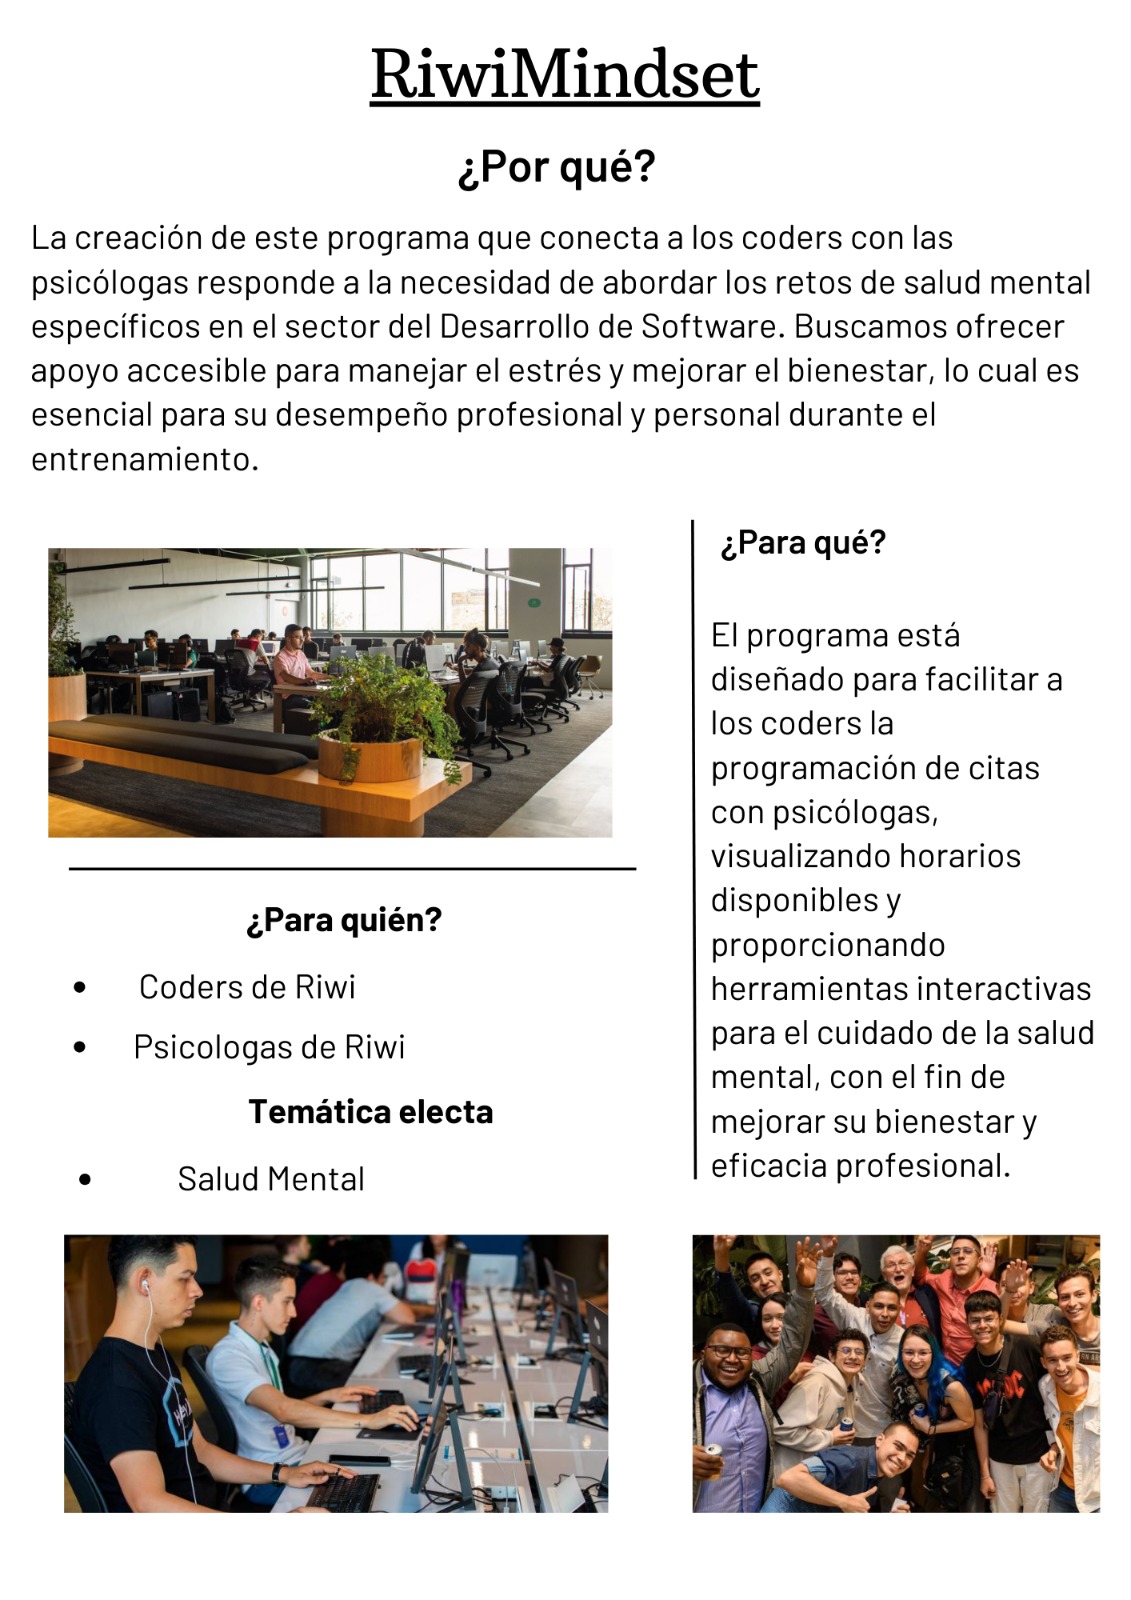 RiwiMindset
¿Por qué?
La creación de este programa que conecta a los coders con las
psicólogas responde a la necesidad de abordar los retos de salud mental
específicos en el sector del Desarrollo de Software. Buscamos ofrecer
apoyo accesible para manejar el estrés y mejorar el bienestar, lo cual es
esencial para su desempeño profesional y personal durante el
entrenamiento.
¿Para qué?
El programa está
diseñado para facilitar a
los coders la
programación de citas
con psicólogas,
visualizando horarios
disponibles y
proporcionando
herramientas interactivas
para el cuidado de la salud
mental, con el fin de
mejorar su bienestar y
eficacia profesional.
¿Para quién?
• Coders de Riwi
• Psicologas de Riwi
Temática electa
• Salud Mental